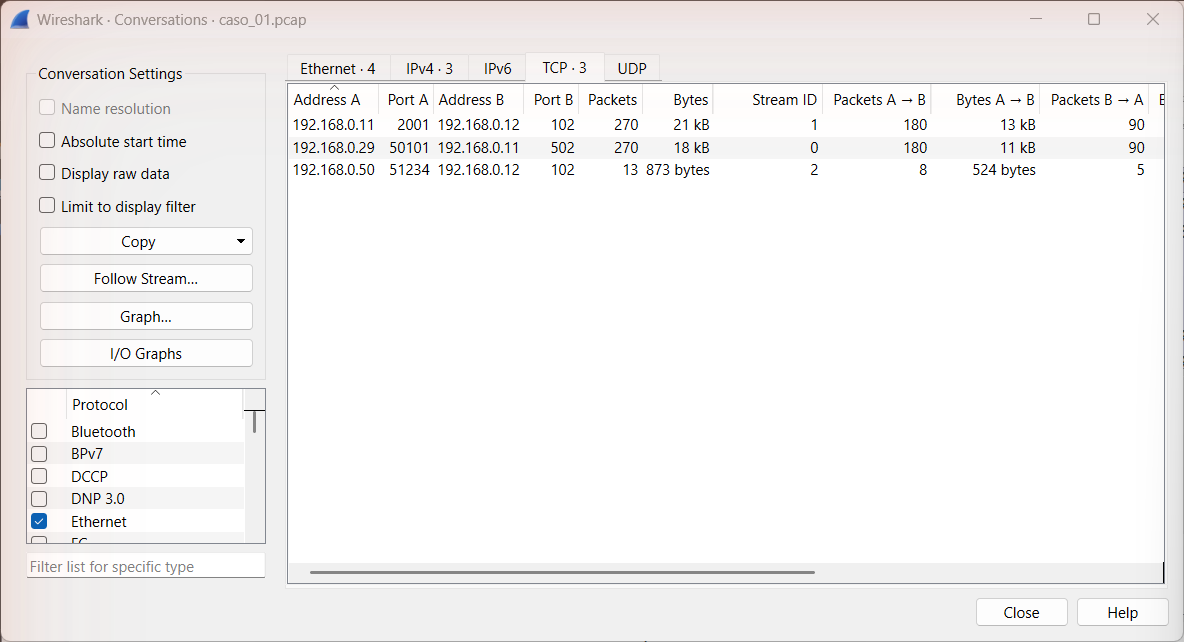 Wireshark · Conversations · caso_01.pcap
Conversation Settings
Name resolution
Absolute start time
Display raw data
Limit to display filter
Copy
Follow Stream...
Graph...
I/O Graphs
Protocol
Bluetooth
BPv7
DCCP
DNP 3.0
Ethernet
Filter list for specific type
Ethernet · 4 IPv4 · 3 IPv6 TCP · 3 UDP
Address A Port A Address B Port B Packets Bytes Stream ID Packets A → B Bytes A → B Packets B → A
192.168.0.11 2001 192.168.0.12 102 270 21 kB 1 180 13 kB 90
192.168.0.29 50101 192.168.0.11 502 270 18 kB 0 180 11 kB 90
192.168.0.50 51234 192.168.0.12 102 13 873 bytes 2 8 524 bytes 5
Close Help